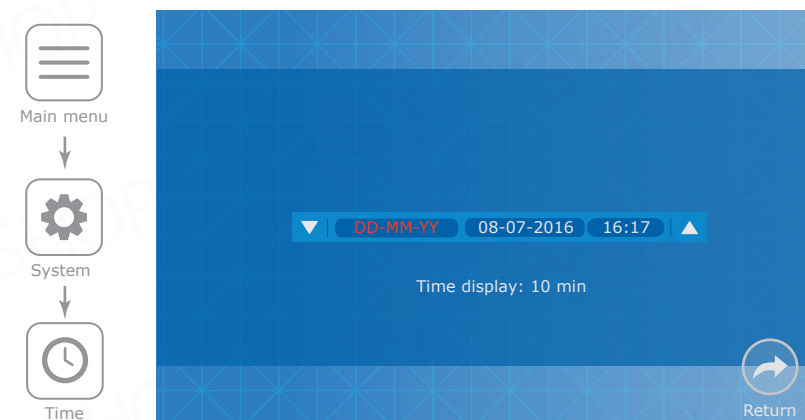 Main menu
System
Time
DD-MM-YY 08-07-2016 16:17
Time display: 10 min
Return